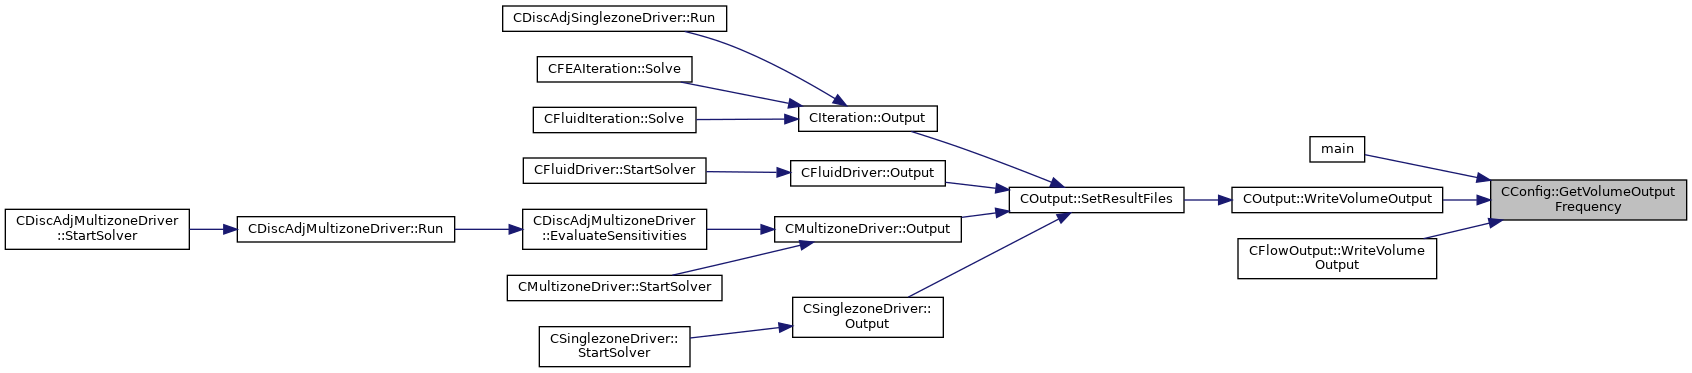 CDiscAdjSinglezoneDriver::Run
CFEAIteration::Solve
CIteration::Output
CFluidIteration::Solve
main
CFluidDriver::StartSolver
CFluidDriver::Output
COutput::SetResultFiles
COutput::WriteVolumeOutput
CConfig::GetVolumeOutput
Frequency
CDiscAdjMultizoneDriver
::StartSolver
CDiscAdjMultizoneDriver::Run
CDiscAdjMultizoneDriver
::EvaluateSensitivities
CMultizoneDriver::Output
CFlowOutput::WriteVolume
Output
CMultizoneDriver::StartSolver
CSinglezoneDriver::
Output
CSinglezoneDriver::
StartSolver